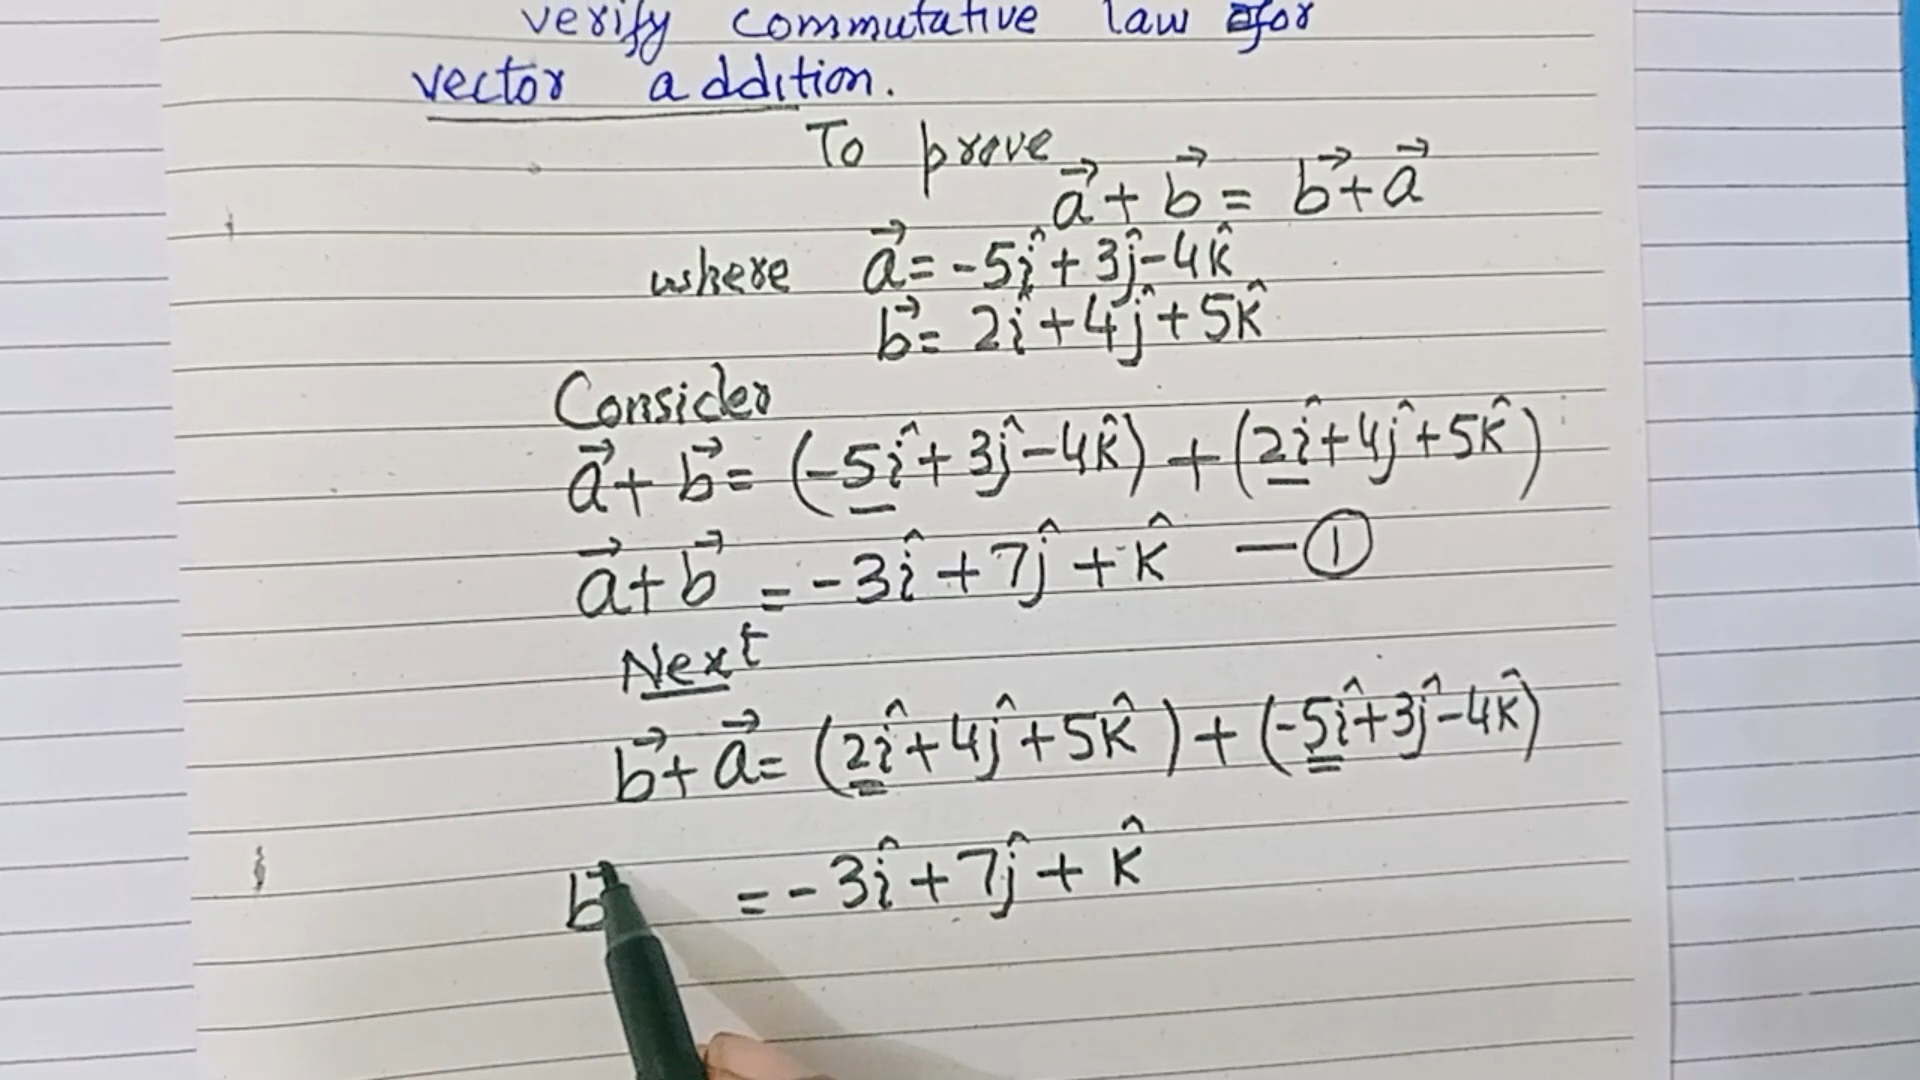 verify commutative law for
vector addition.
To prove
a⃗ + b⃗ = b⃗ + a⃗
where a⃗ = -5î + 3ĵ - 4k̂
b⃗ = 2î + 4ĵ + 5k̂
Consider
a⃗ + b⃗ = (-5î + 3ĵ - 4k̂) + (2î + 4ĵ + 5k̂)
a⃗ + b⃗ = -3î + 7ĵ + k̂ — ①
Next
b⃗ + a⃗ = (2î + 4ĵ + 5k̂) + (-5î + 3ĵ - 4k̂)
b⃗ = -3î + 7ĵ + k̂